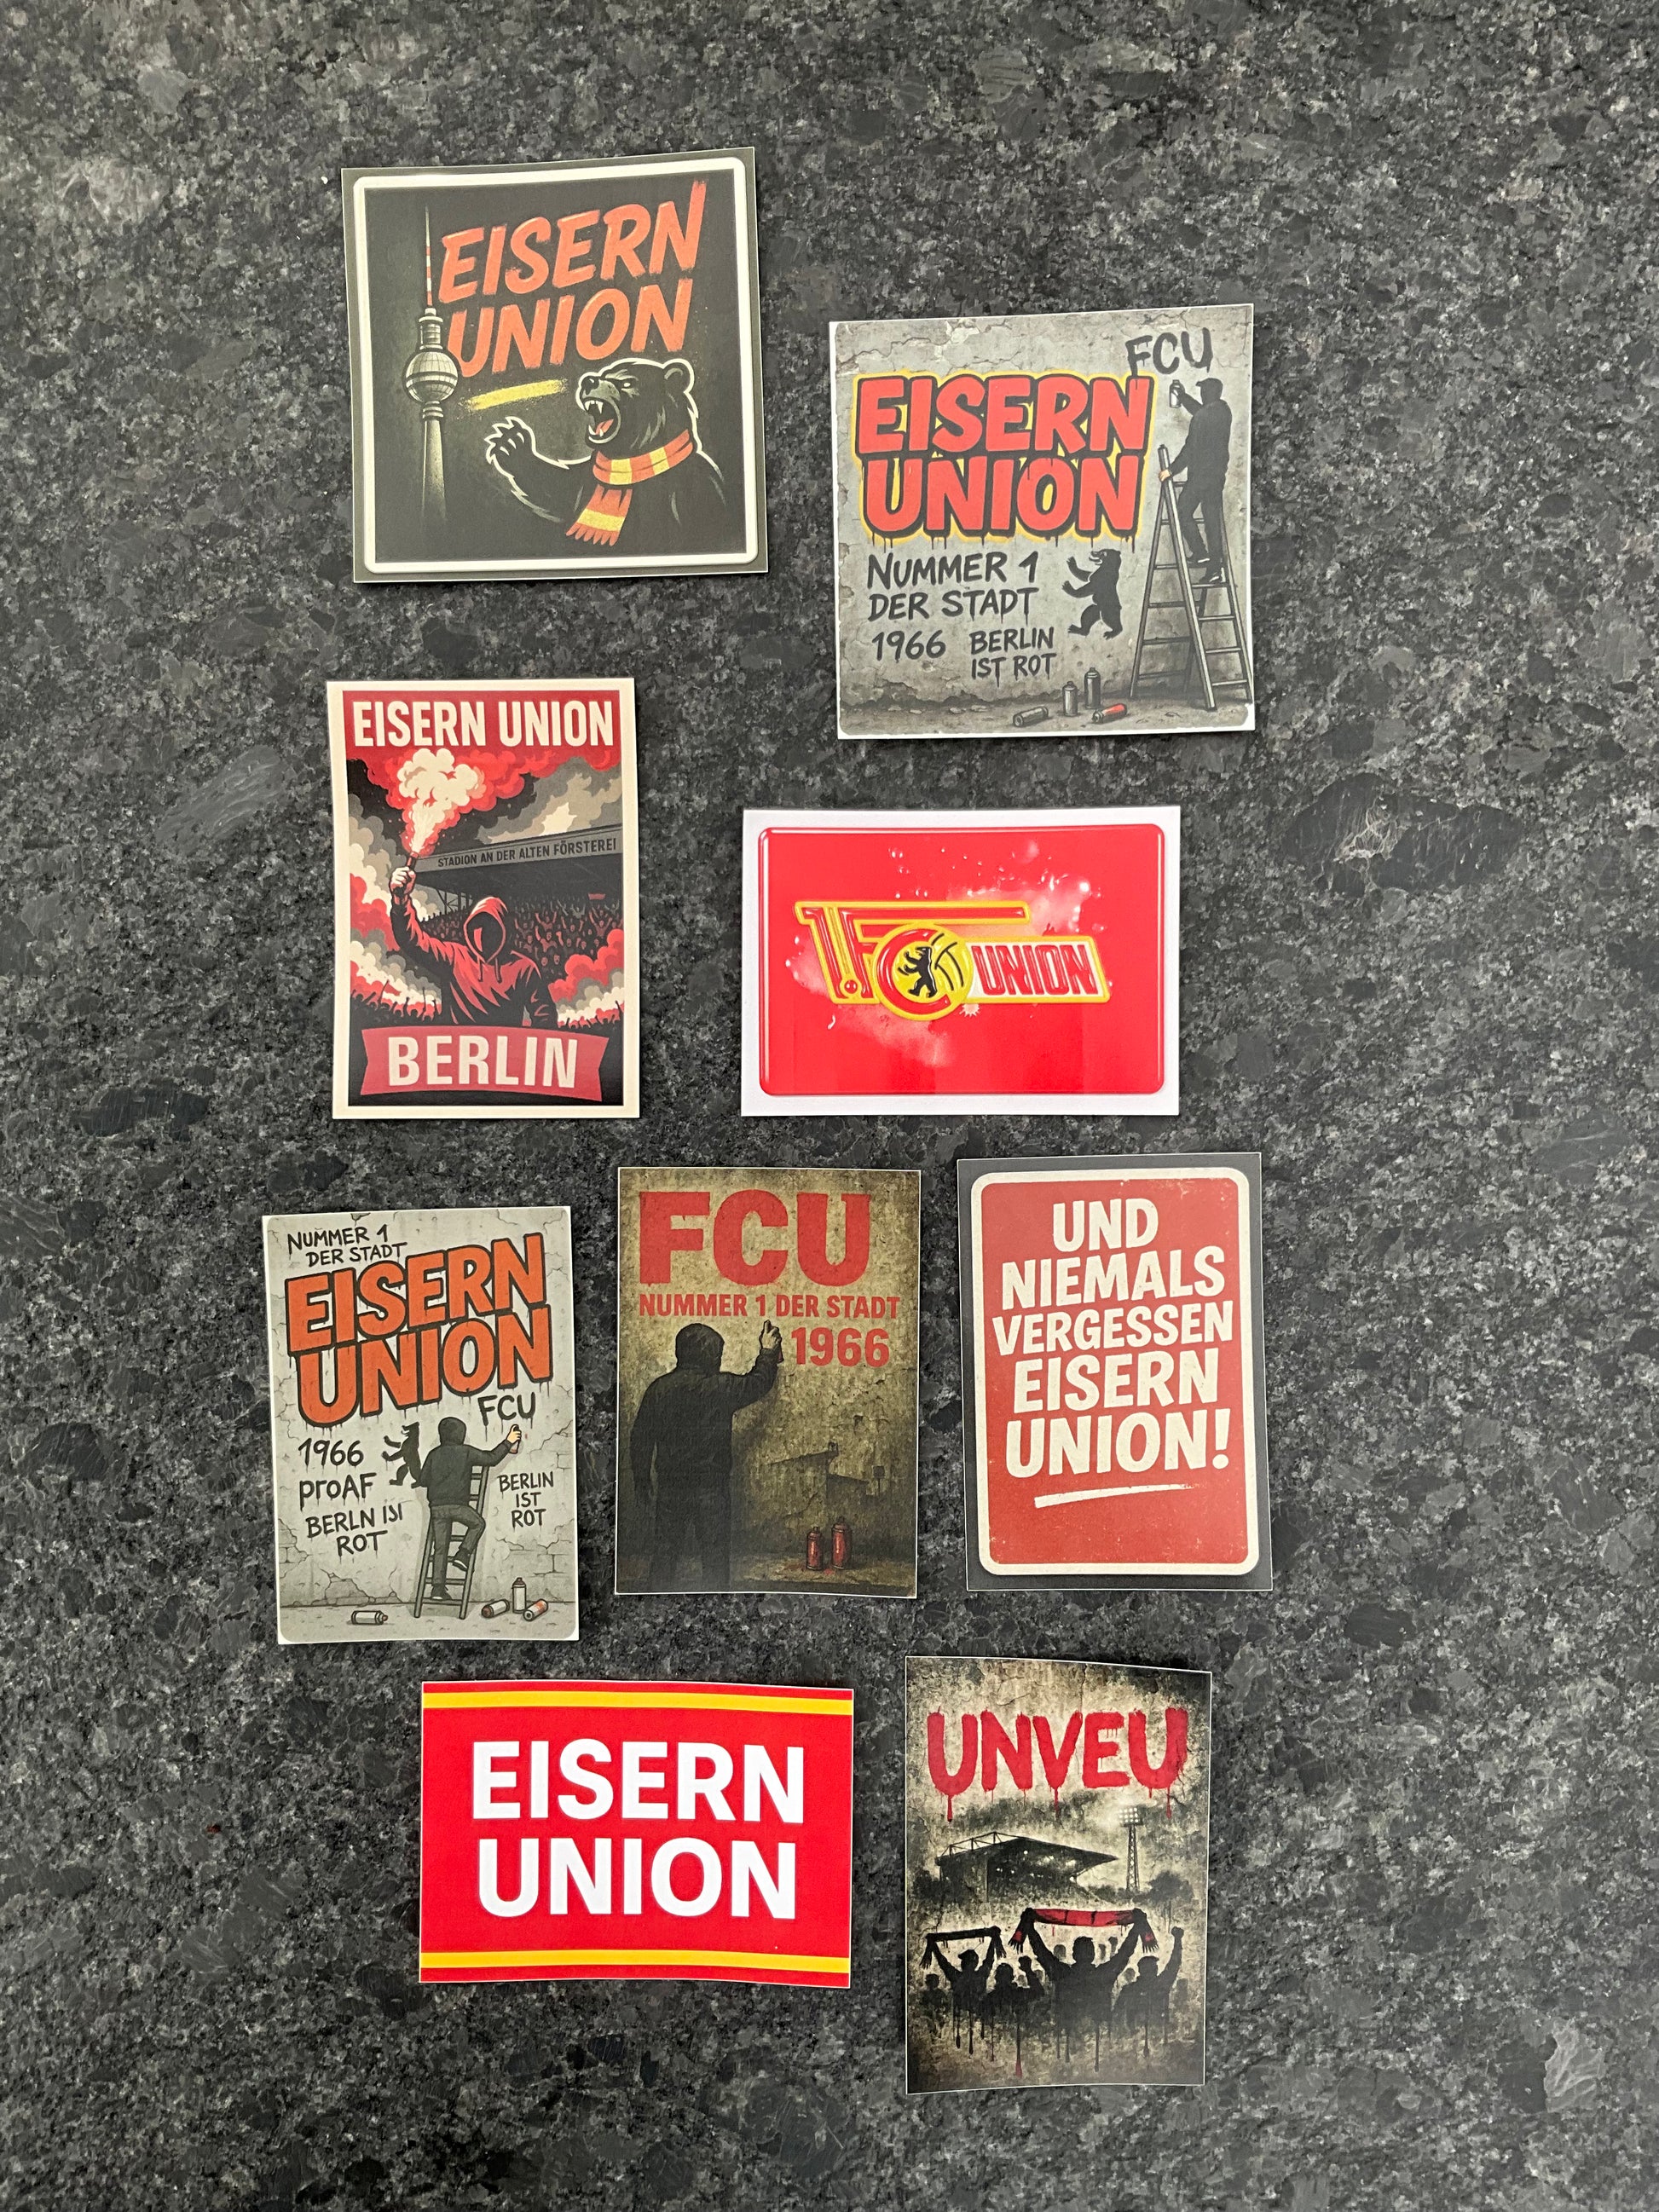 EISERN
UNION
FCU
EISERN
UNION
NUMMER 1
DER STADT
1966 BERLIN
IST ROT
EISERN UNION
STADION AN DER ALTEN FÖRSTEREI
BERLIN
1.FC UNION
NUMMER 1
DER STADT
EISERN
UNION
FCU
1966
proAF
BERLN ISI
ROT
BERLIN
IST
ROT
FCU
NUMMER 1 DER STADT
1966
UND
NIEMALS
VERGESSEN
EISERN
UNION!
EISERN
UNION
UNVEU